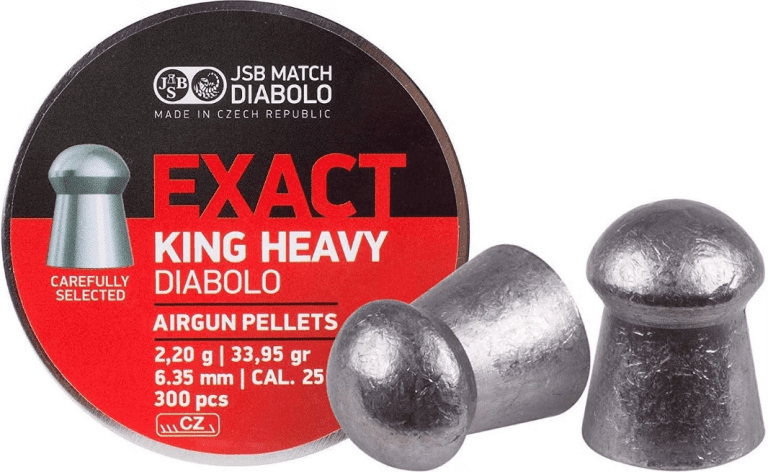 JSB
JSB MATCH
DIABOLO
MADE IN CZECH REPUBLIC
EXACT
KING HEAVY
DIABOLO
CAREFULLY
SELECTED
AIRGUN PELLETS
2,20 g | 33,95 gr
6.35 mm | CAL. 25
300 pcs
CZ